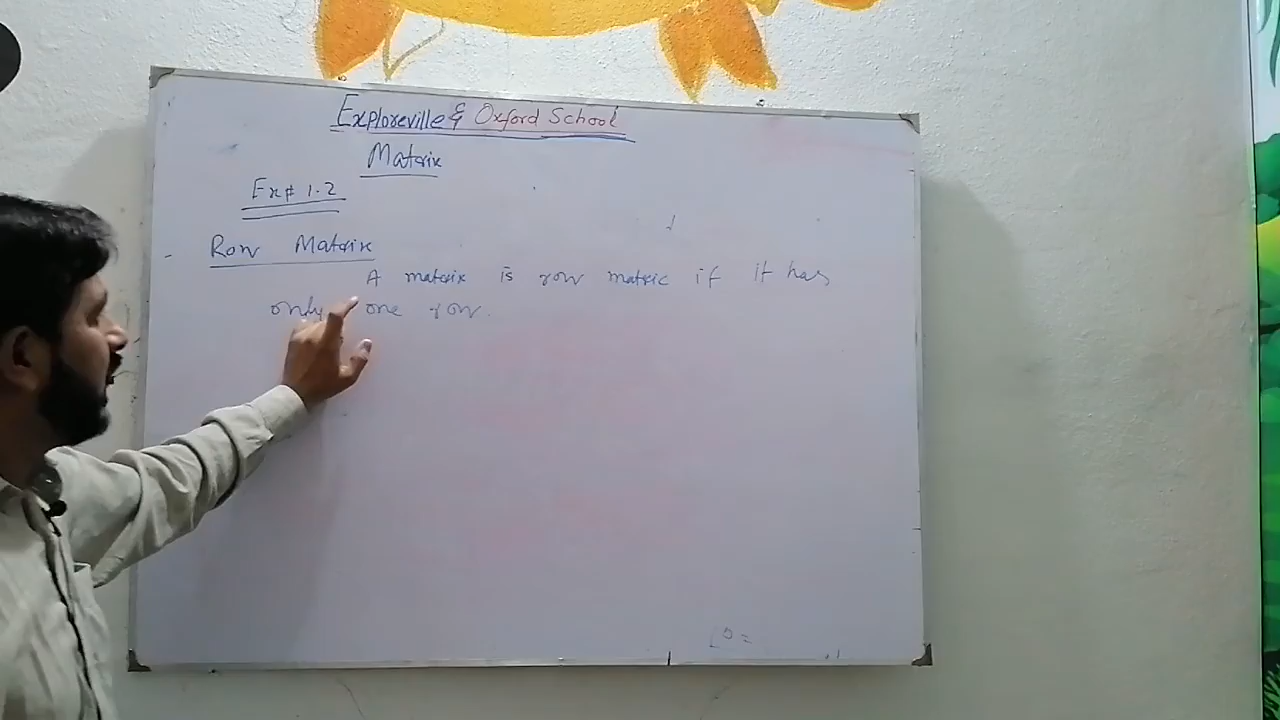 Exploreville & Oxford School
Matrix
Ex# 1.2
Row Matrix
A matrix is row matric if it has
only one row.